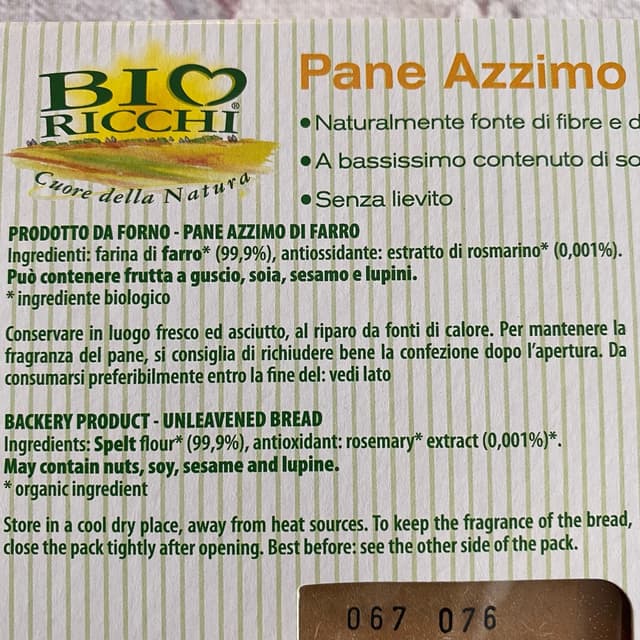 BIO
RICCHI
®
Cuore della Natura
Pane Azzimo
•Naturalmente fonte di fibre e
•A bassissimo contenuto di
•Senza lievito
PRODOTTO DA FORNO - PANE AZZIMO DI FARRO
Ingredienti: farina di farro* (99,9%), antiossidante: estratto di rosmarino* (0,001%).
Può contenere frutta a guscio, soia, sesamo e lupini.
* ingrediente biologico
Conservare in luogo fresco ed asciutto, al riparo da fonti di calore. Per mantenere la
fragranza del pane, si consiglia di richiudere bene la confezione dopo l'apertura. Da
consumarsi preferibilmente entro la fine del: vedi lato
BACKERY PRODUCT - UNLEAVENED BREAD
Ingredients: Spelt flour* (99,9%), antioxidant: rosemary* extract (0,001%)*.
May contain nuts, soy, sesame and lupine.
* organic ingredient
Store in a cool dry place, away from heat sources. To keep the fragrance of the bread,
close the pack tightly after opening. Best before: see the other side of the pack.
067 076